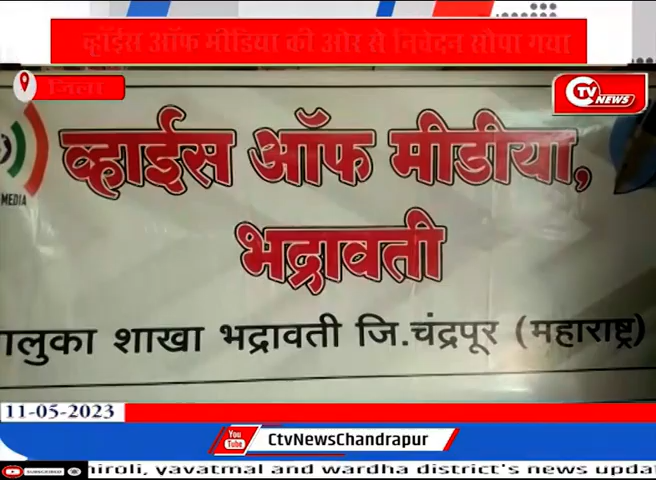 व्हॉईस ऑफ मीडिया की ओर से निवेदन सौपा गया
जिला
CTV NEWS
MEDIA
व्हाईस ऑफ मीडीया,
भद्रावती
ालुका शाखा भद्रावती जि.चंद्रपूर (महाराष्ट्र)
11-05-2023
You Tube CtvNewsChandrapur
SUBSCRIBE hiroli, yavatmal and wardha district's news upda